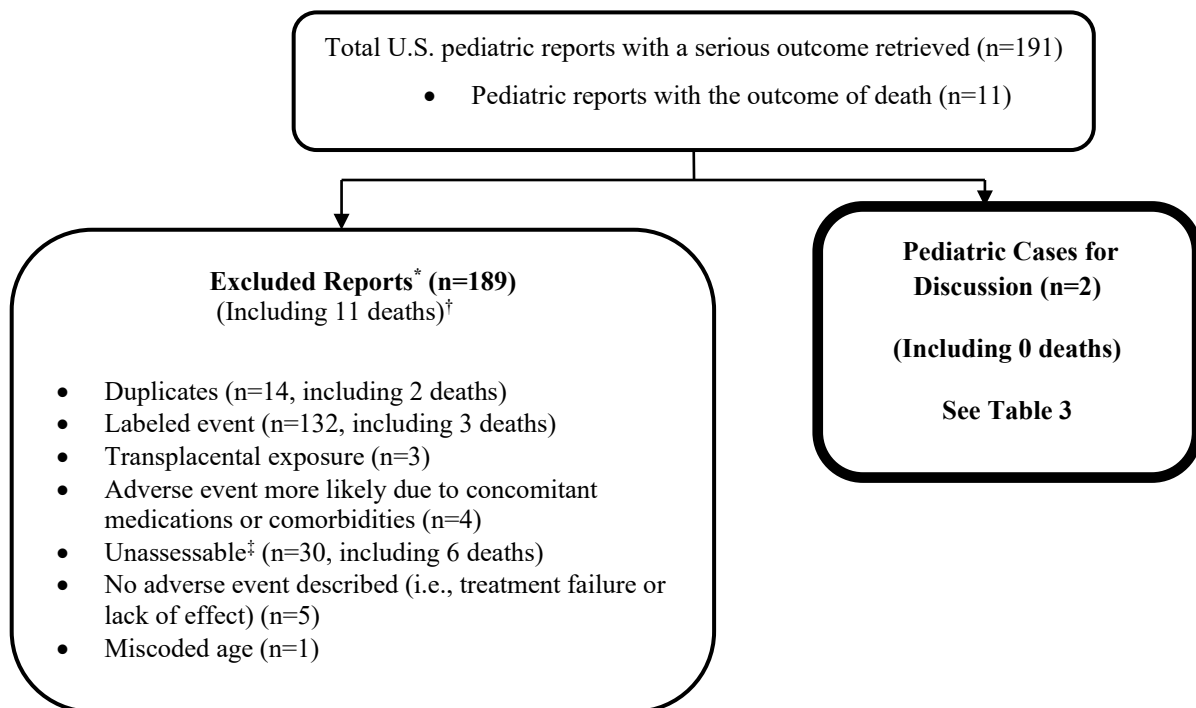 Total U.S. pediatric reports with a serious outcome retrieved (n=191)
• Pediatric reports with the outcome of death (n=11)
Excluded Reports* (n=189)
(Including 11 deaths)†
• Duplicates (n=14, including 2 deaths)
• Labeled event (n=132, including 3 deaths)
• Transplacental exposure (n=3)
• Adverse event more likely due to concomitant
medications or comorbidities (n=4)
• Unassessable‡ (n=30, including 6 deaths)
• No adverse event described (i.e., treatment failure or
lack of effect) (n=5)
• Miscoded age (n=1)
Pediatric Cases for
Discussion (n=2)
(Including 0 deaths)
See Table 3